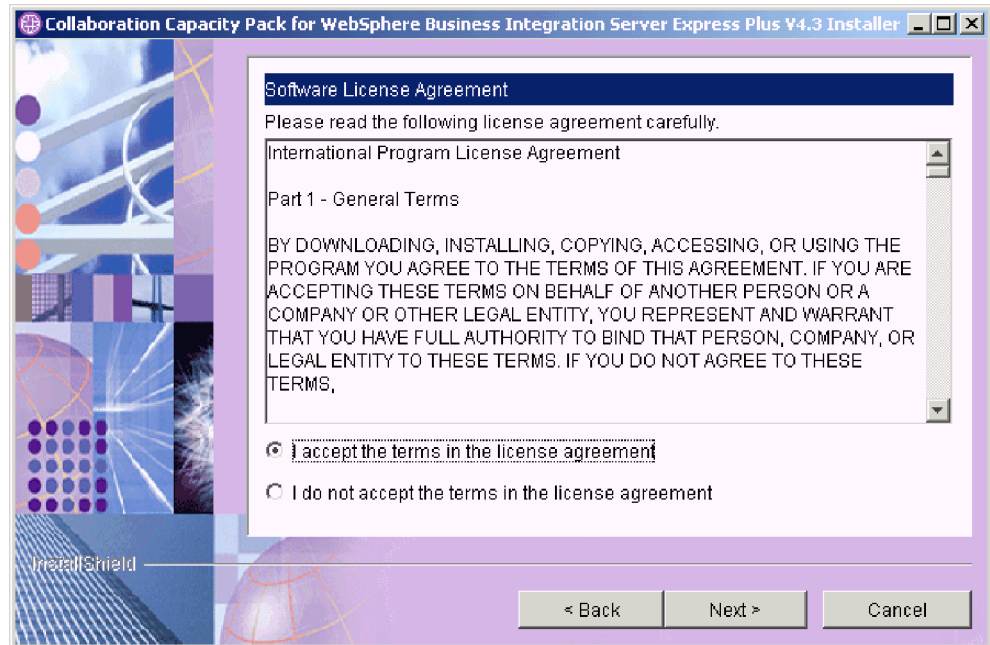 Collaboration Capacity Pack for WebSphere Business Integration Server Express Plus V4.3 Installer
Software License Agreement
Please read the following license agreement carefully.
International Program License Agreement
Part 1 - General Terms
BY DOWNLOADING, INSTALLING, COPYING, ACCESSING, OR USING THE
PROGRAM YOU AGREE TO THE TERMS OF THIS AGREEMENT. IF YOU ARE
ACCEPTING THESE TERMS ON BEHALF OF ANOTHER PERSON OR A
COMPANY OR OTHER LEGAL ENTITY, YOU REPRESENT AND WARRANT
THAT YOU HAVE FULL AUTHORITY TO BIND THAT PERSON, COMPANY, OR
LEGAL ENTITY TO THESE TERMS. IF YOU DO NOT AGREE TO THESE
TERMS,
I accept the terms in the license agreement
I do not accept the terms in the license agreement
InstallShield
< Back
Next >
Cancel